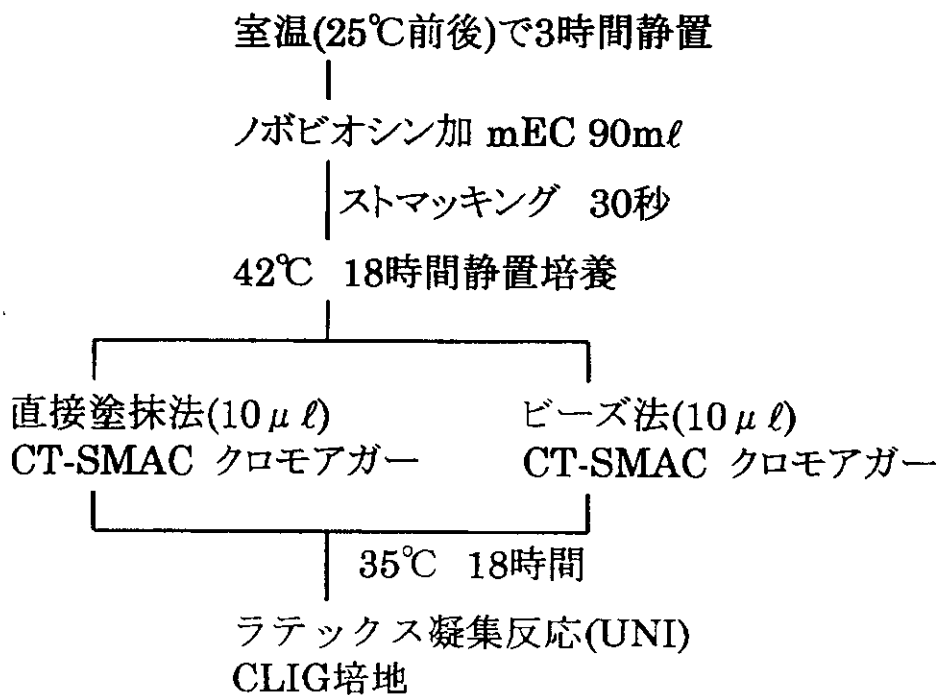 室温(25℃前後)で3時間静置
ノボビオシン加 mEC 90mℓ
ストマッキング 30秒
42℃ 18時間静置培養
直接塗抹法(10μℓ)
CT-SMAC クロモアガー
ビーズ法(10μℓ)
CT-SMAC クロモアガー
35℃ 18時間
ラテックス凝集反応(UNI)
CLIG培地